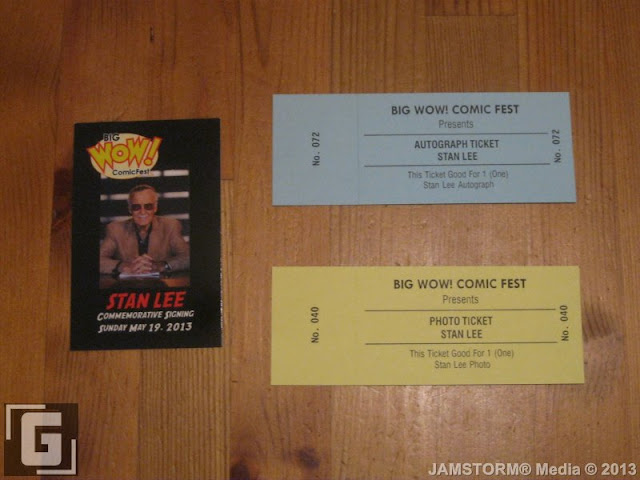 BIG
WOW!
ComicFest
STAN LEE
COMMEMORATIVE SIGNING
SUNDAY MAY 19, 2013
No. 072
BIG WOW! COMIC FEST
Presents
AUTOGRAPH TICKET
STAN LEE
This Ticket Good For 1 (One)
Stan Lee Autograph
No. 072
No. 040
BIG WOW! COMIC FEST
Presents
PHOTO TICKET
STAN LEE
This Ticket Good For 1 (One)
Stan Lee Photo
No. 040
G
JAMSTORM® Media © 2013